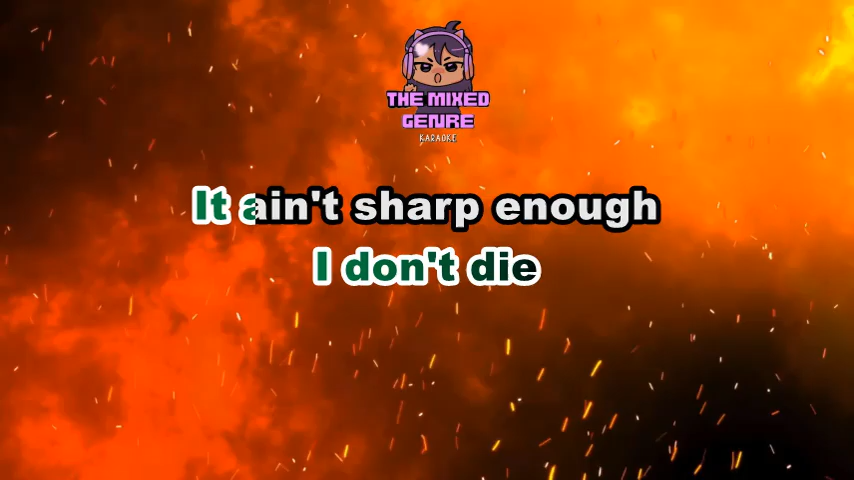 THE MIXED
GENRE
KARAOKE
It ain't sharp enough
I don't die